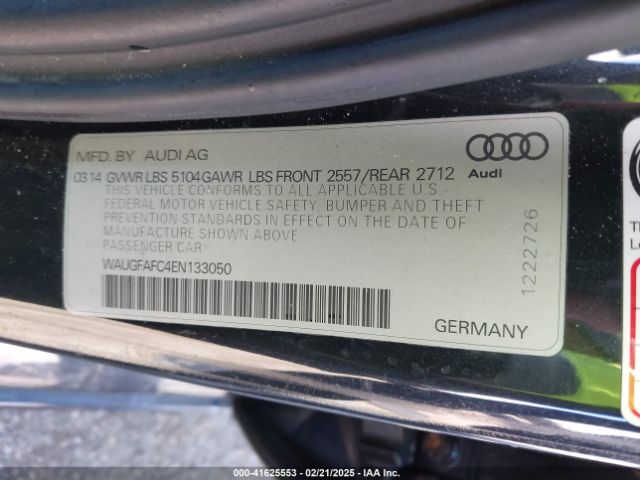 MFD. BY AUDI AG
03 14 GVWR LBS 5104 GAWR LBS FRONT 2557/REAR 2712
Audi
THIS VEHICLE CONFORMS TO ALL APPLICABLE U.S.
FEDERAL MOTOR VEHICLE SAFETY, BUMPER AND THEFT
PREVENTION STANDARDS IN EFFECT ON THE DATE OF
MANUFACTURE SHOWN ABOVE
PASSENGER CAR
WAUGFAFC4EN133050
1222726
GERMANY
000-41625553 - 02/21/2025 - IAA Inc.